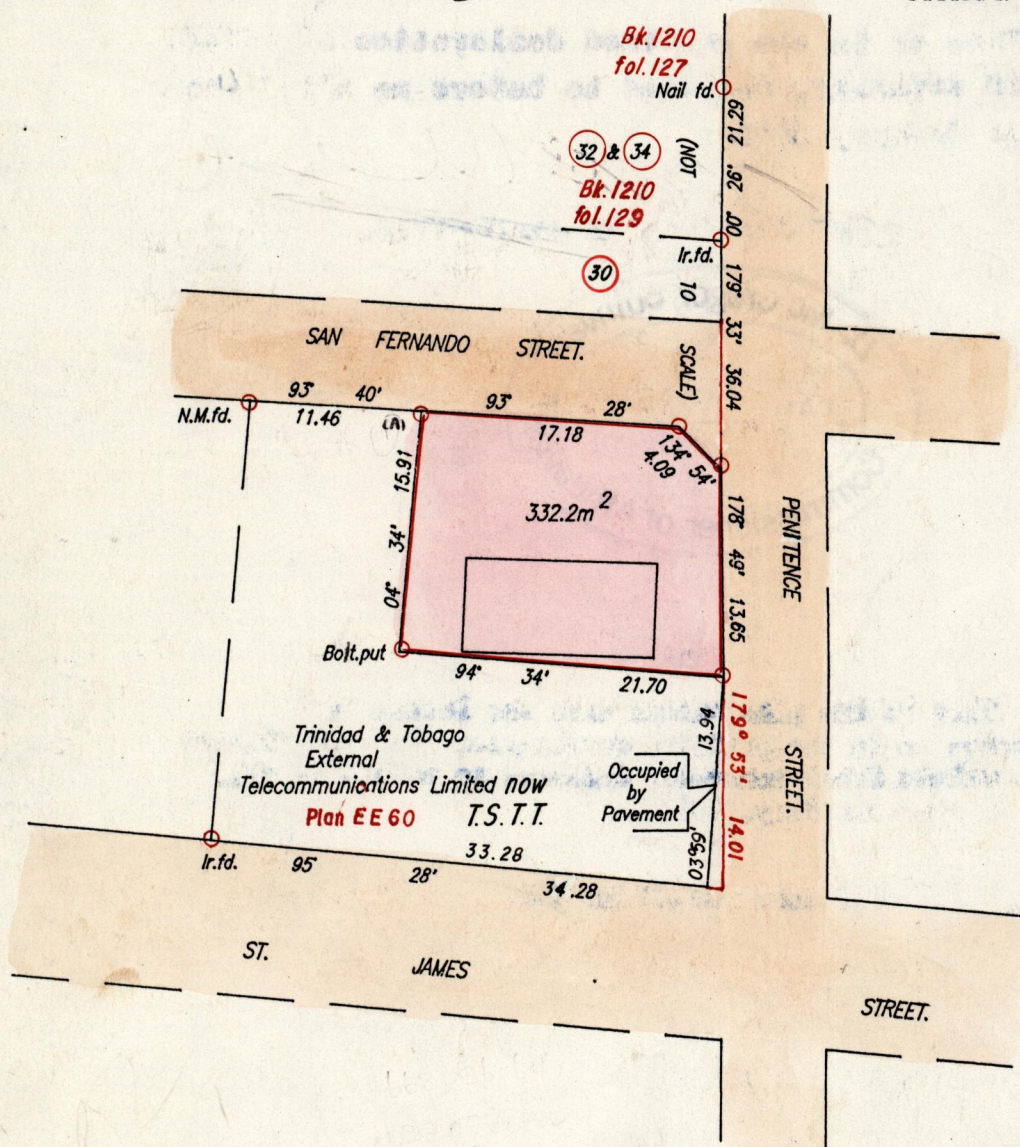 Bk.1210
fol.127
Nail fd.
21.29
26'
00'
32 & 34
(NOT
Bk.1210
fol.129
Ir.fd.
30
TO
179°
33'
SAN FERNANDO STREET.
SCALE)
36.04
93° 40'
93° 28'
N.M.fd.
11.46
(A)
17.18
134° 54'
4.09
15.91
34'
04°
332.2m²
178° 49' 13.65
PENITENCE
STREET.
Bolt.put
94° 34' 21.70
13.94
03°59'
179° 53' 14.01
Trinidad & Tobago
External
Telecommunications Limited now
Plan EE 60 T.S.T.T.
Occupied
by
Pavement
33.28
Ir.fd.
95° 28' 34.28
ST. JAMES STREET.